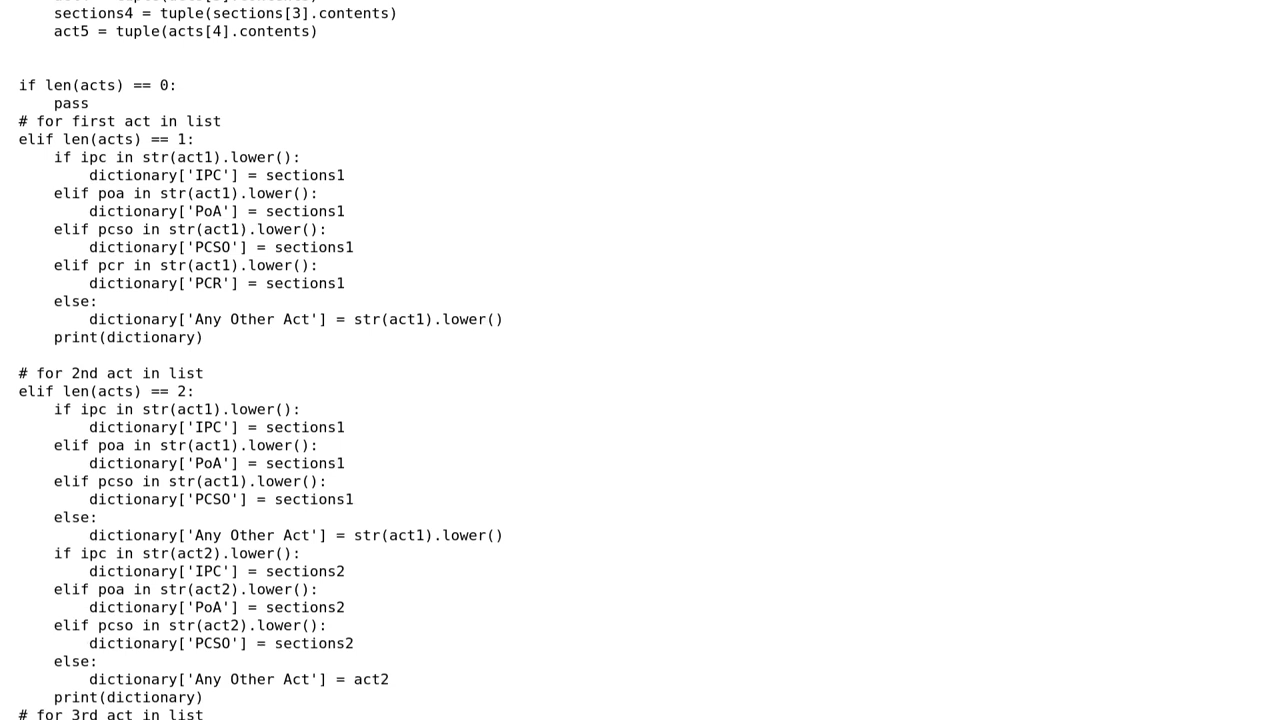 sections4 = tuple(sections[3].contents)
    act5 = tuple(acts[4].contents)
if len(acts) == 0:
    pass
# for first act in list
elif len(acts) == 1:
    if ipc in str(act1).lower():
        dictionary['IPC'] = sections1
    elif poa in str(act1).lower():
        dictionary['PoA'] = sections1
    elif pcso in str(act1).lower():
        dictionary['PCSO'] = sections1
    elif pcr in str(act1).lower():
        dictionary['PCR'] = sections1
    else:
        dictionary['Any Other Act'] = str(act1).lower()
    print(dictionary)
# for 2nd act in list
elif len(acts) == 2:
    if ipc in str(act1).lower():
        dictionary['IPC'] = sections1
    elif poa in str(act1).lower():
        dictionary['PoA'] = sections1
    elif pcso in str(act1).lower():
        dictionary['PCSO'] = sections1
    else:
        dictionary['Any Other Act'] = str(act1).lower()
    if ipc in str(act2).lower():
        dictionary['IPC'] = sections2
    elif poa in str(act2).lower():
        dictionary['PoA'] = sections2
    elif pcso in str(act2).lower():
        dictionary['PCSO'] = sections2
    else:
        dictionary['Any Other Act'] = act2
    print(dictionary)
# for 3rd act in list